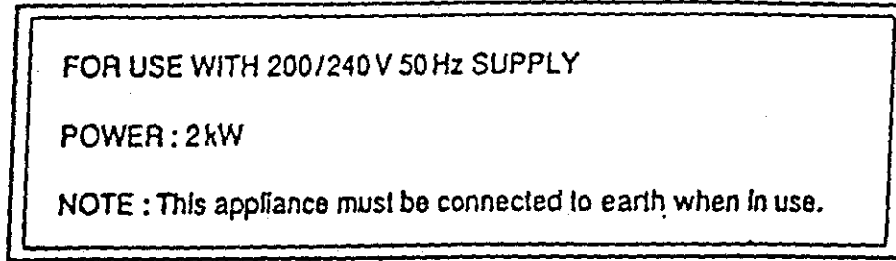 FOR USE WITH 200/240 V 50 Hz SUPPLY
POWER : 2 kW
NOTE : This appliance must be connected to earth when in use.